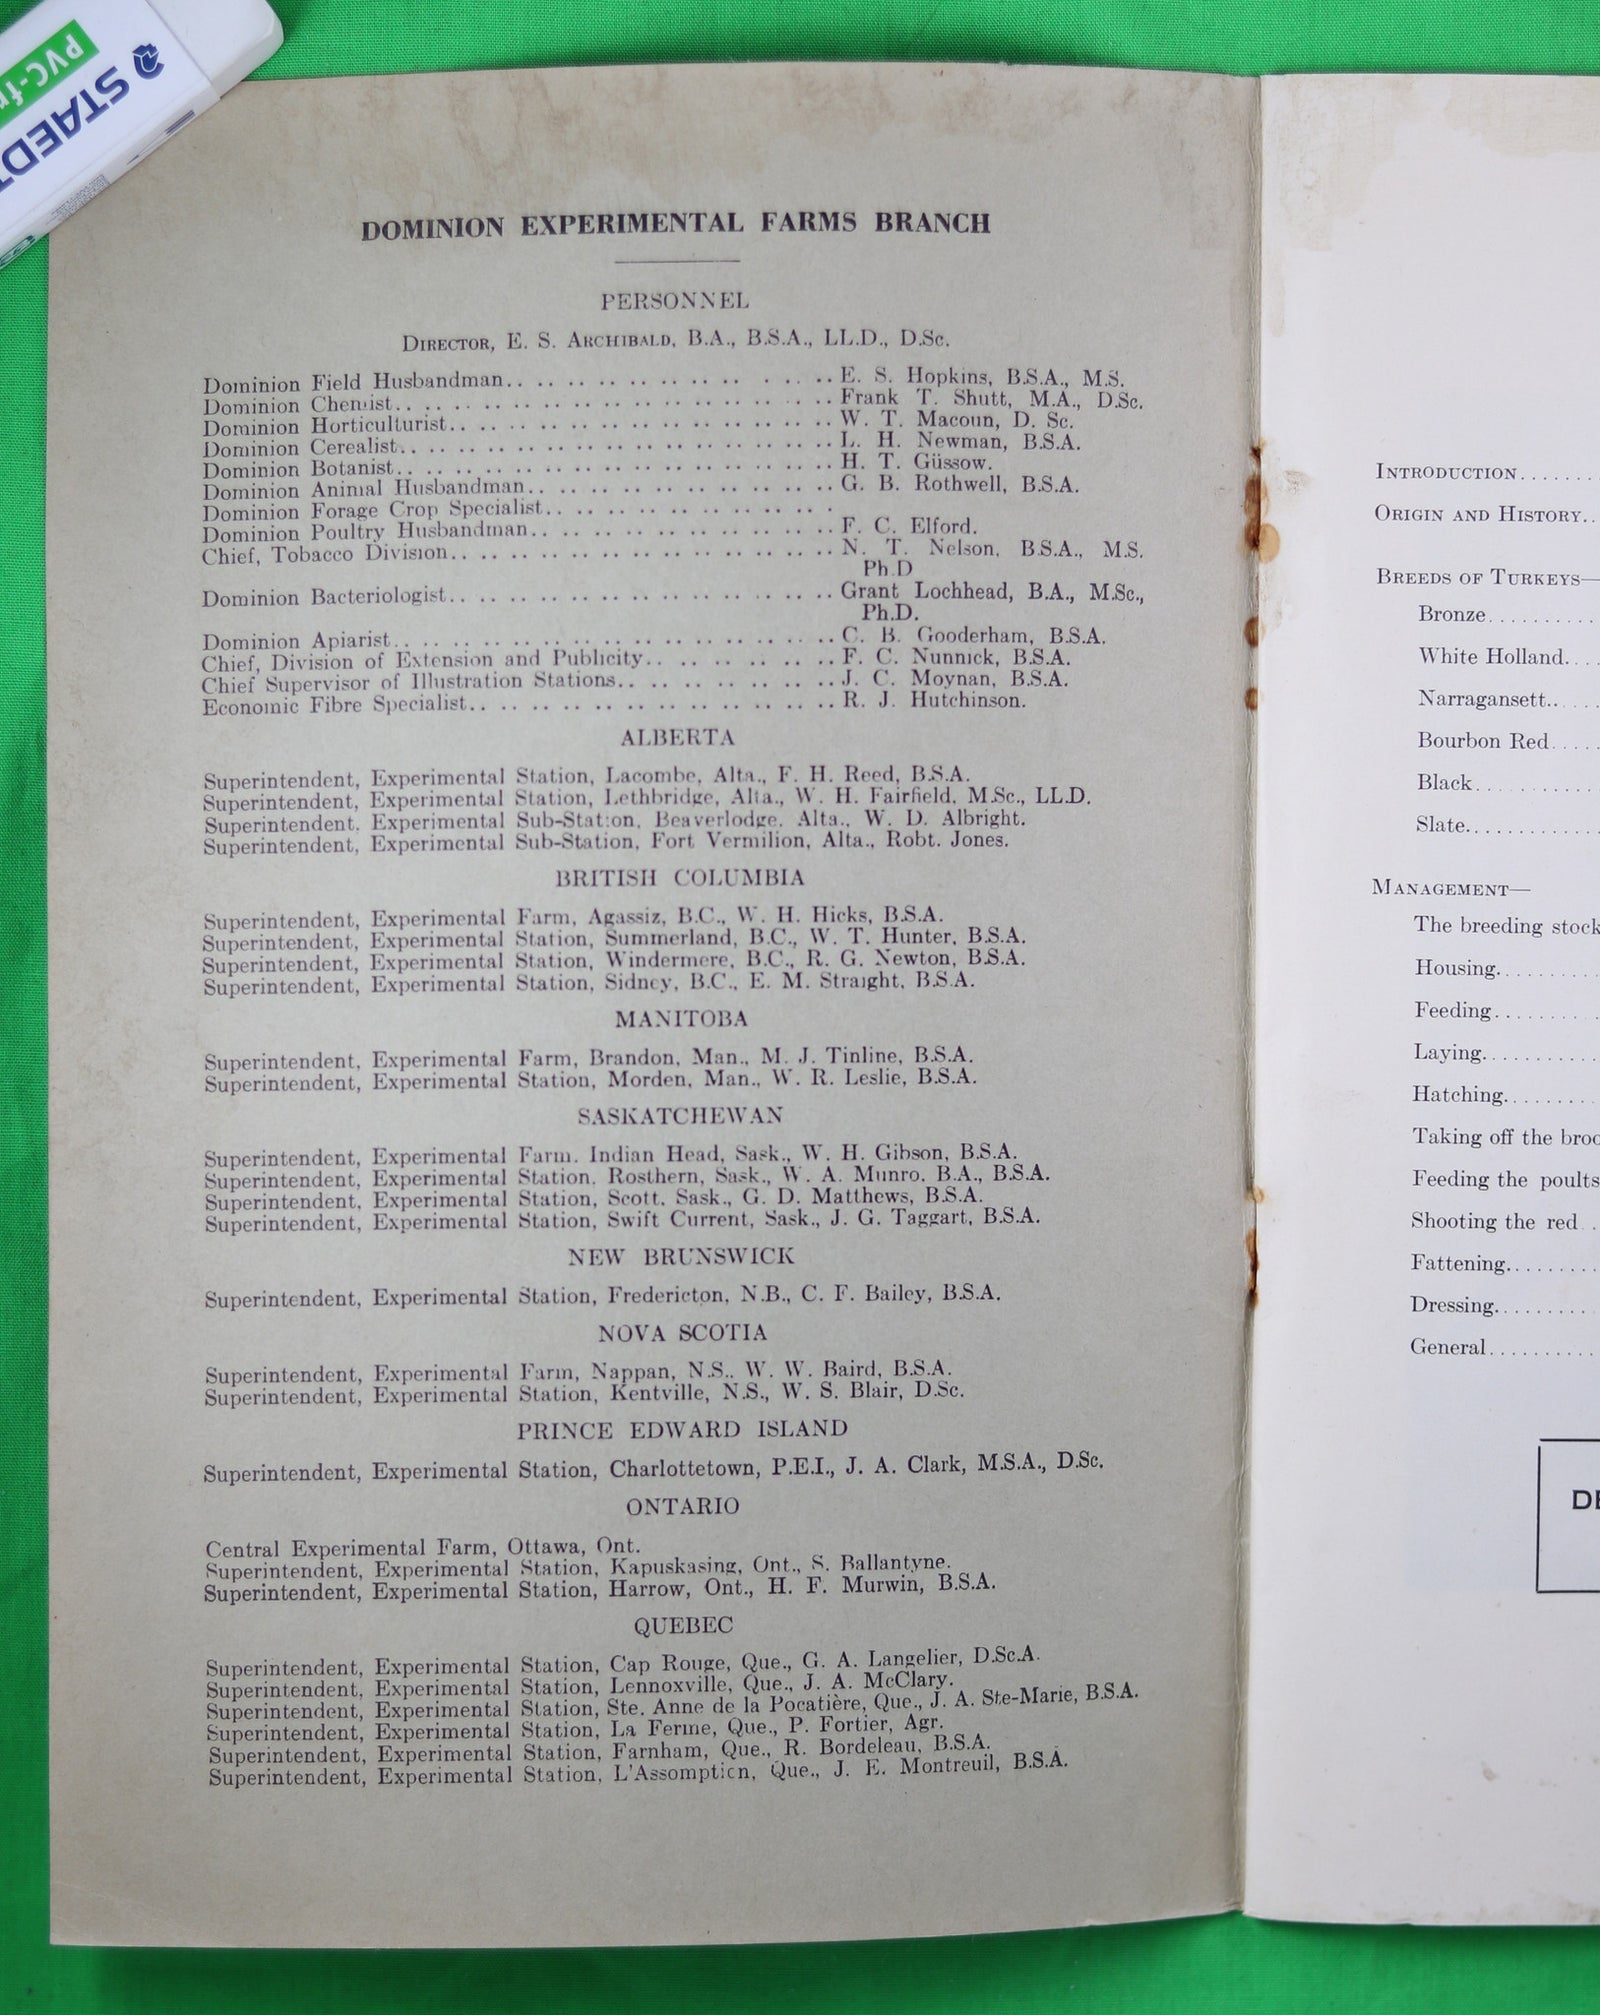 PVC-fr
STAEDT
DOMINION EXPERIMENTAL FARMS BRANCH
PERSONNEL
DIRECTOR, E. S. ARCHIBALD, B.A., B.S.A., LL.D., D.Sc.
Dominion Field Husbandman.. .. .. .. .. .. .. .. . . .. ..E. S. Hopkins, B.S.A., M.S.
Dominion Chemist.. .. .. .. .. .. .. .. .. .. .. .. .. .. ..Frank T. Shutt, M.A., D.Sc.
Dominion Horticulturist.. .. .. .. .. .. .. .. .. .. .. .. ..W. T. Macoun, D. Sc.
Dominion Cerealist.. .. .. .. .. .. .. .. .. .. .. .. .. .. ..L. H. Newman, B.S.A.
Dominion Botanist.. .. .. .. .. .. .. .. .. .. .. .. .. .. ..H. T. Güssow.
Dominion Animal Husbandman.. .. .. .. .. .. .. .. .. .. ..G. B. Rothwell, B.S.A.
Dominion Forage Crop Specialist.. .. .. .. .. .. .. .. .. .
Dominion Poultry Husbandman.. .. .. .. .. .. .. .. .. .. ..F. C. Elford.
Chief, Tobacco Division.. .. .. .. .. .. .. .. .. .. .. .. ..N. T. Nelson, B.S.A., M.S.
Ph.D
Dominion Bacteriologist.. .. .. .. .. .. .. .. .. .. .. .. ..Grant Lochhead, B.A., M.Sc.,
Ph.D.
Dominion Apiarist.. .. .. .. .. .. .. .. .. .. .. .. .. .. ..C. B. Gooderham, B.S.A.
Chief, Division of Extension and Publicity.. .. .. .. .. .. ..F. C. Nunnick, B.S.A.
Chief Supervisor of Illustration Stations.. .. .. .. .. .. .. ..J. C. Moynan, B.S.A.
Economic Fibre Specialist.. .. .. .. .. .. .. .. .. .. .. .. ..R. J. Hutchinson.
ALBERTA
Superintendent, Experimental Station, Lacombe, Alta., F. H. Reed, B.S.A.
Superintendent, Experimental Station, Lethbridge, Alta., W. H. Fairfield, M.Sc., LL.D.
Superintendent, Experimental Sub-Station, Beaverlodge, Alta., W. D. Albright.
Superintendent, Experimental Sub-Station, Fort Vermilion, Alta., Robt. Jones.
BRITISH COLUMBIA
Superintendent, Experimental Farm, Agassiz, B.C., W. H. Hicks, B.S.A.
Superintendent, Experimental Station, Summerland, B.C., W. T. Hunter, B.S.A.
Superintendent, Experimental Station, Windermere, B.C., R. G. Newton, B.S.A.
Superintendent, Experimental Station, Sidney, B.C., E. M. Straight, B.S.A.
MANITOBA
Superintendent, Experimental Farm, Brandon, Man., M. J. Tinline, B.S.A.
Superintendent, Experimental Station, Morden, Man., W. R. Leslie, B.S.A.
SASKATCHEWAN
Superintendent, Experimental Farm, Indian Head, Sask., W. H. Gibson, B.S.A.
Superintendent, Experimental Station, Rosthern, Sask., W. A. Munro, B.A., B.S.A.
Superintendent, Experimental Station, Scott, Sask., G. D. Matthews, B.S.A.
Superintendent, Experimental Station, Swift Current, Sask., J. G. Taggart, B.S.A.
NEW BRUNSWICK
Superintendent, Experimental Station, Fredericton, N.B., C. F. Bailey, B.S.A.
NOVA SCOTIA
Superintendent, Experimental Farm, Nappan, N.S., W. W. Baird, B.S.A.
Superintendent, Experimental Station, Kentville, N.S., W. S. Blair, D.Sc.
PRINCE EDWARD ISLAND
Superintendent, Experimental Station, Charlottetown, P.E.I., J. A. Clark, M.S.A., D.Sc.
ONTARIO
Central Experimental Farm, Ottawa, Ont.
Superintendent, Experimental Station, Kapuskasing, Ont., S. Ballantyne.
Superintendent, Experimental Station, Harrow, Ont., H. F. Murwin, B.S.A.
QUEBEC
Superintendent, Experimental Station, Cap Rouge, Que., G. A. Langelier, D.Sc.A.
Superintendent, Experimental Station, Lennoxville, Que., J. A. McClary.
Superintendent, Experimental Station, Ste. Anne de la Pocatière, Que., J. A. Ste-Marie, B.S.A.
Superintendent, Experimental Station, La Ferme, Que., P. Fortier, Agr.
Superintendent, Experimental Station, Farnham, Que., R. Bordeleau, B.S.A.
Superintendent, Experimental Station, L'Assomption, Que., J. E. Montreuil, B.S.A.
INTRODUCTION.......
ORIGIN AND HISTORY..
BREEDS OF TURKEYS—
Bronze..........
White Holland....
Narragansett.....
Bourbon Red.....
Black...........
Slate............
MANAGEMENT—
The breeding stock
Housing.........
Feeding.........
Laying..........
Hatching........
Taking off the broo
Feeding the poults
Shooting the red . .
Fattening........
Dressing.........
General..........
DE